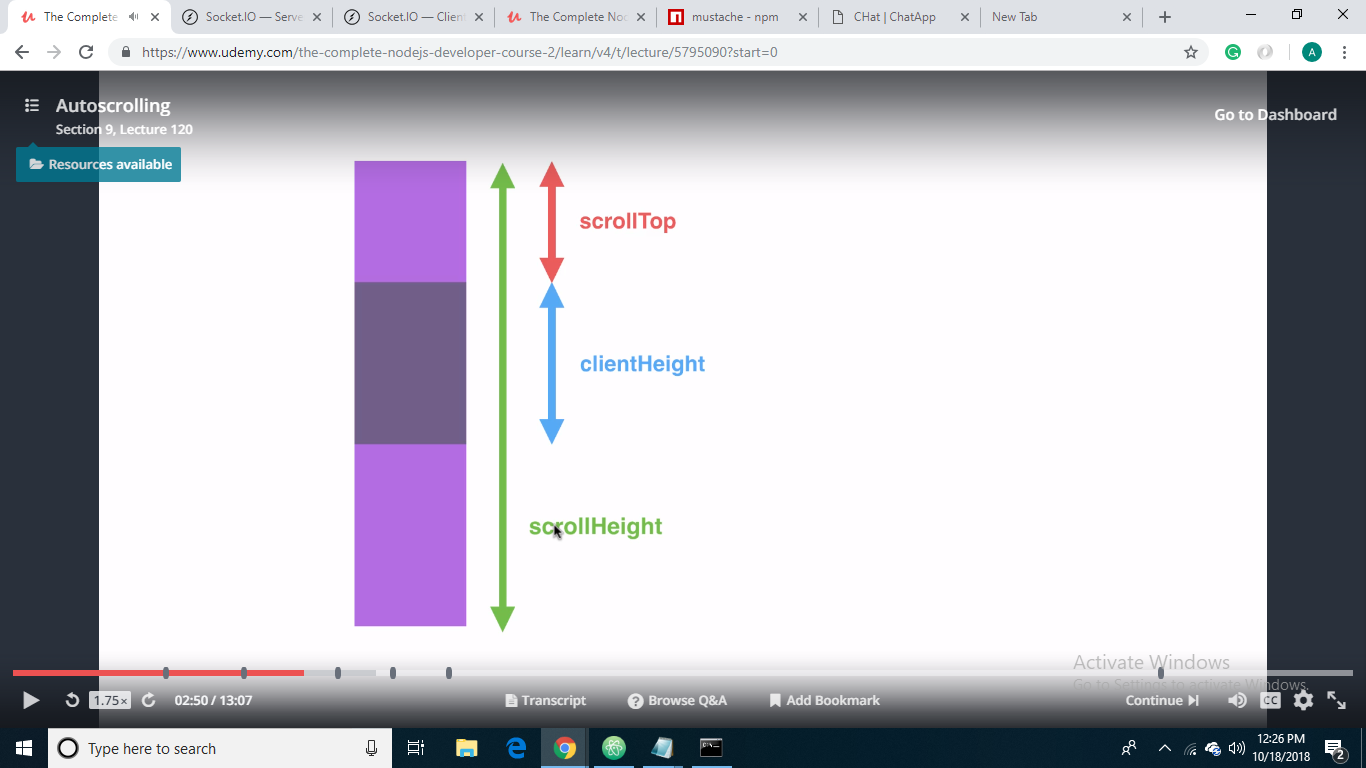 The Complete
Socket.IO — Serve
Socket.IO — Client
The Complete Noc
mustache - npm
CHat | ChatApp
New Tab
https://www.udemy.com/the-complete-nodejs-developer-course-2/learn/v4/t/lecture/5795090?start=0
A
Autoscrolling
Section 9, Lecture 120
Go to Dashboard
Resources available
scrollTop
clientHeight
scrollHeight
Activate Windows
Go to Settings to activate Windows.
1.75x
02:50 / 13:07
Transcript
Browse Q&A
Add Bookmark
Continue
CC
Type here to search
12:26 PM
10/18/2018
2